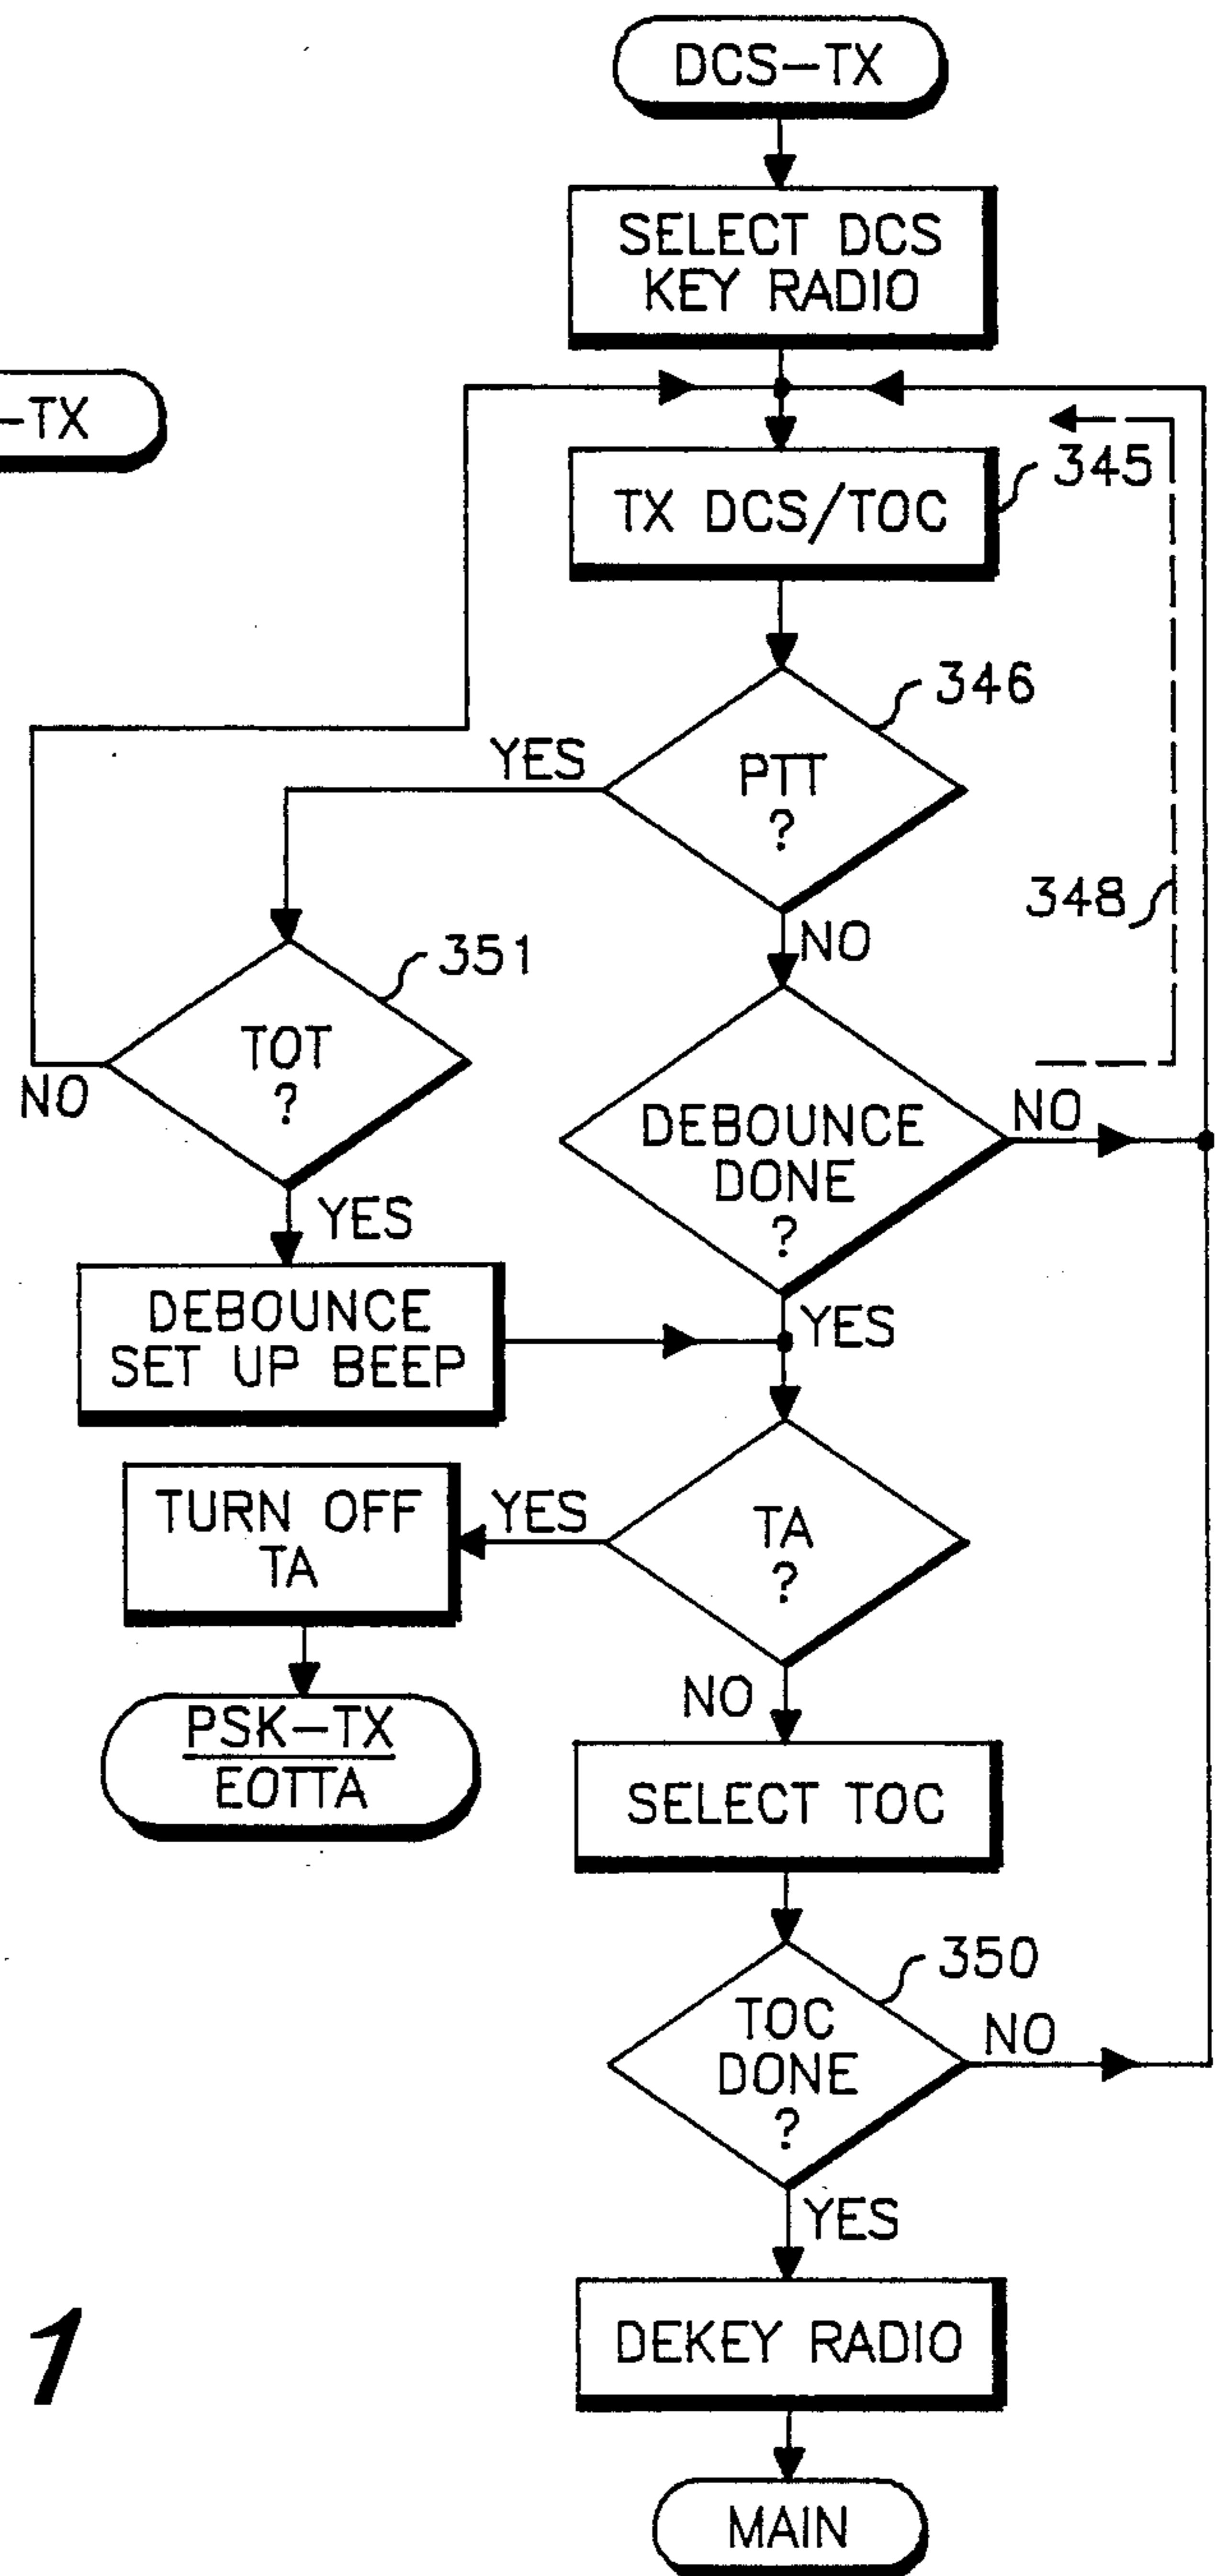 DCS-TX
SELECT DCS
KEY RADIO
-TX
TX DCS/TOC
345
346
YES
PTT
?
348
NO
351
TOT
?
NO
DEBOUNCE
DONE
?
NO
YES
YES
DEBOUNCE
SET UP BEEP
TURN OFF
TA
YES
TA
?
NO
PSK-TX
EOTTA
SELECT TOC
350
TOC
DONE
?
NO
YES
DEKEY RADIO
1
MAIN